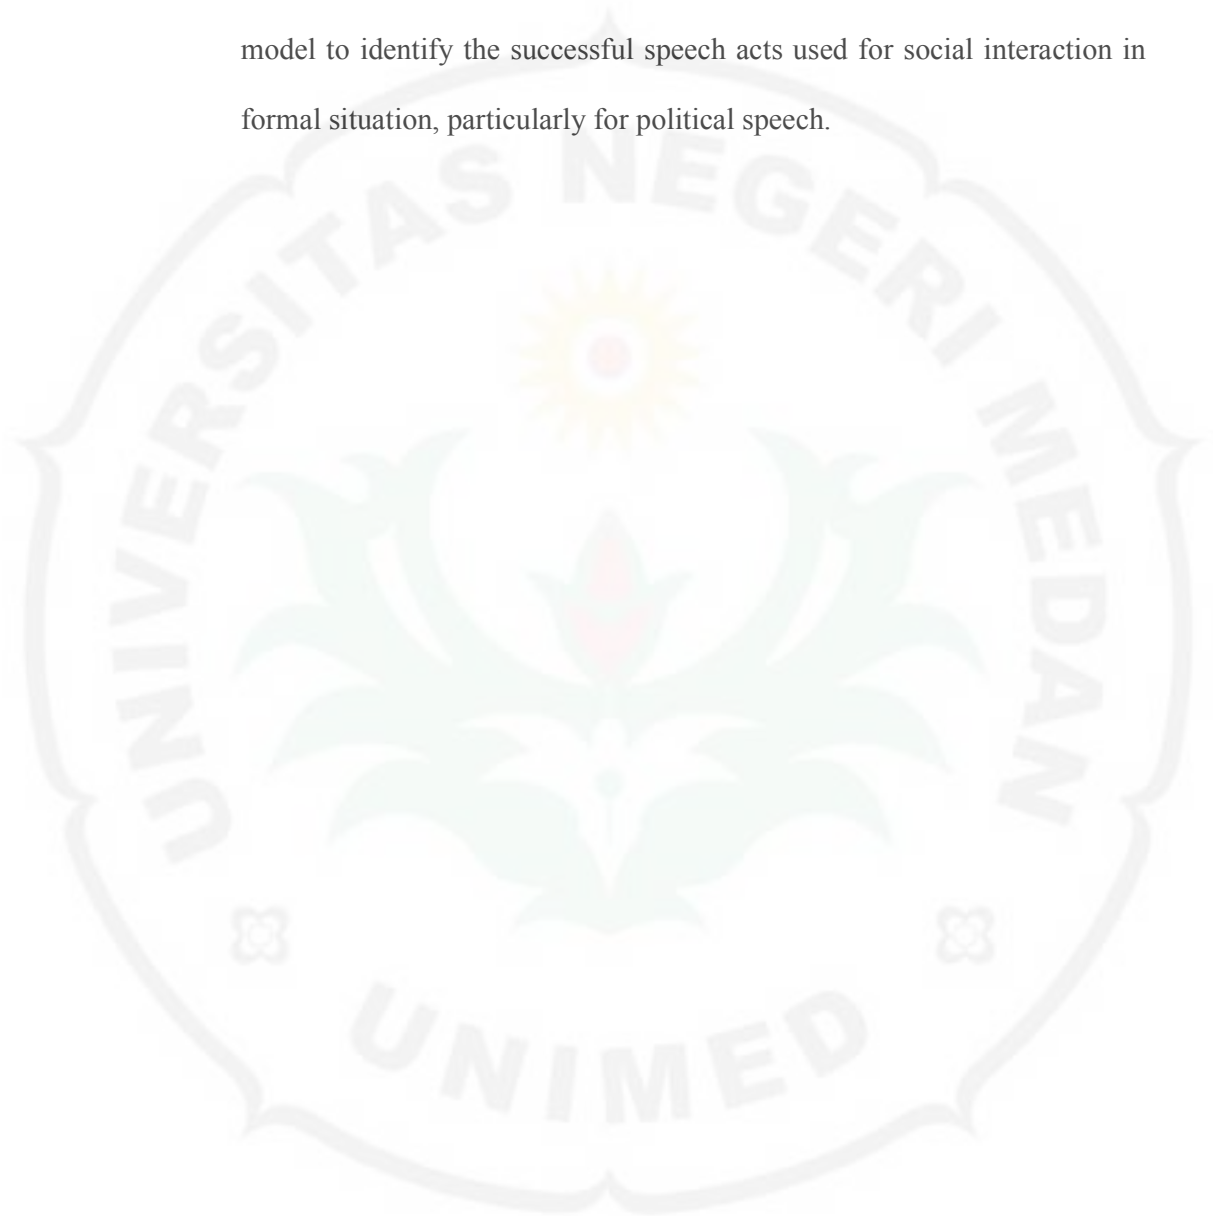 model to identify the successful speech acts used for social interaction in
formal situation, particularly for political speech.
UNIVERSITAS NEGERI MEDAN
UNIMED